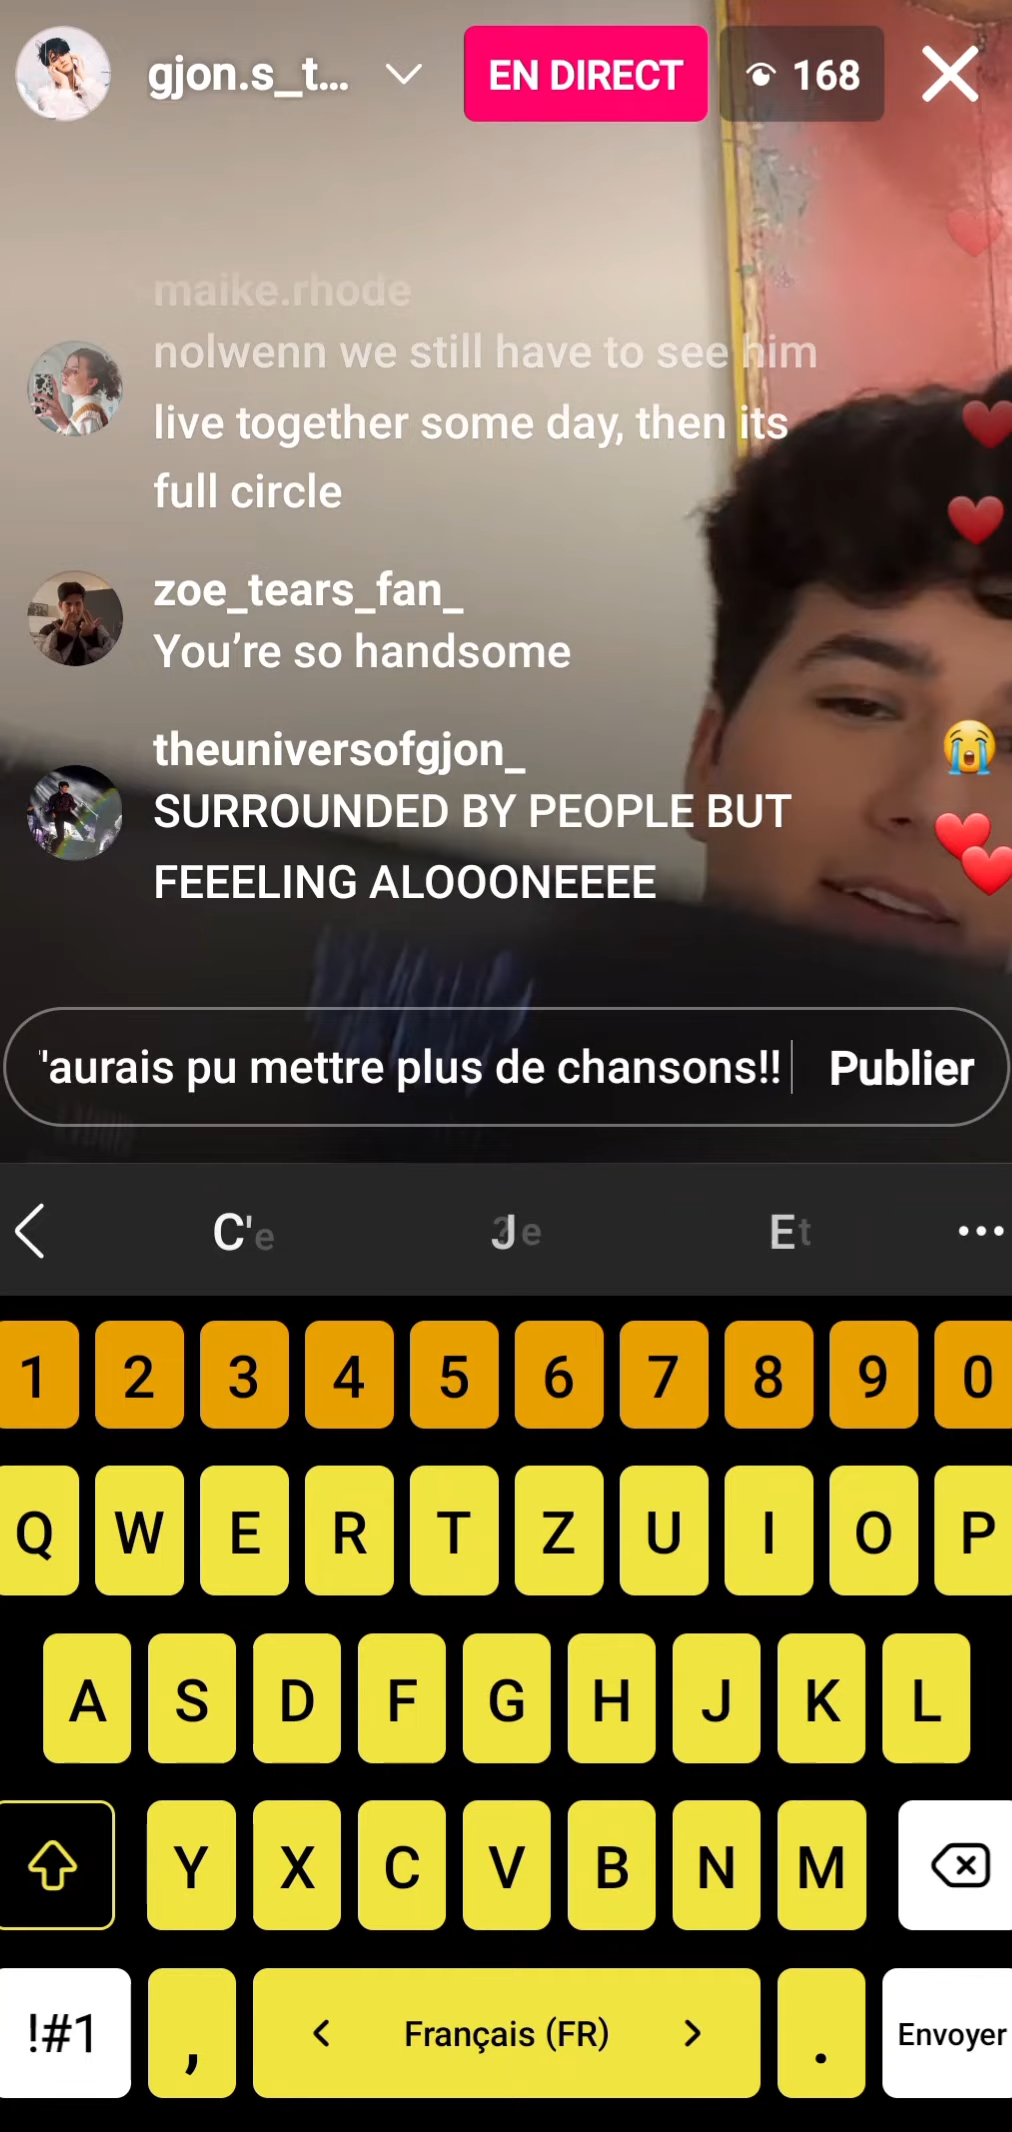 gjon.s_t...
EN DIRECT
168
maike.rhode
nolwenn we still have to see him
live together some day, then its
full circle
zoe_tears_fan_
You’re so handsome
theuniversofgjon_
SURROUNDED BY PEOPLE BUT
FEEELING ALOOONEEEE
'aurais pu mettre plus de chansons!!
Publier
C'e
Je
Et
1 2 3 4 5 6 7 8 9 0
Q W E R T Z U I O P
A S D F G H J K L
Y X C V B N M
!#1 , < Français (FR) > . Envoyer